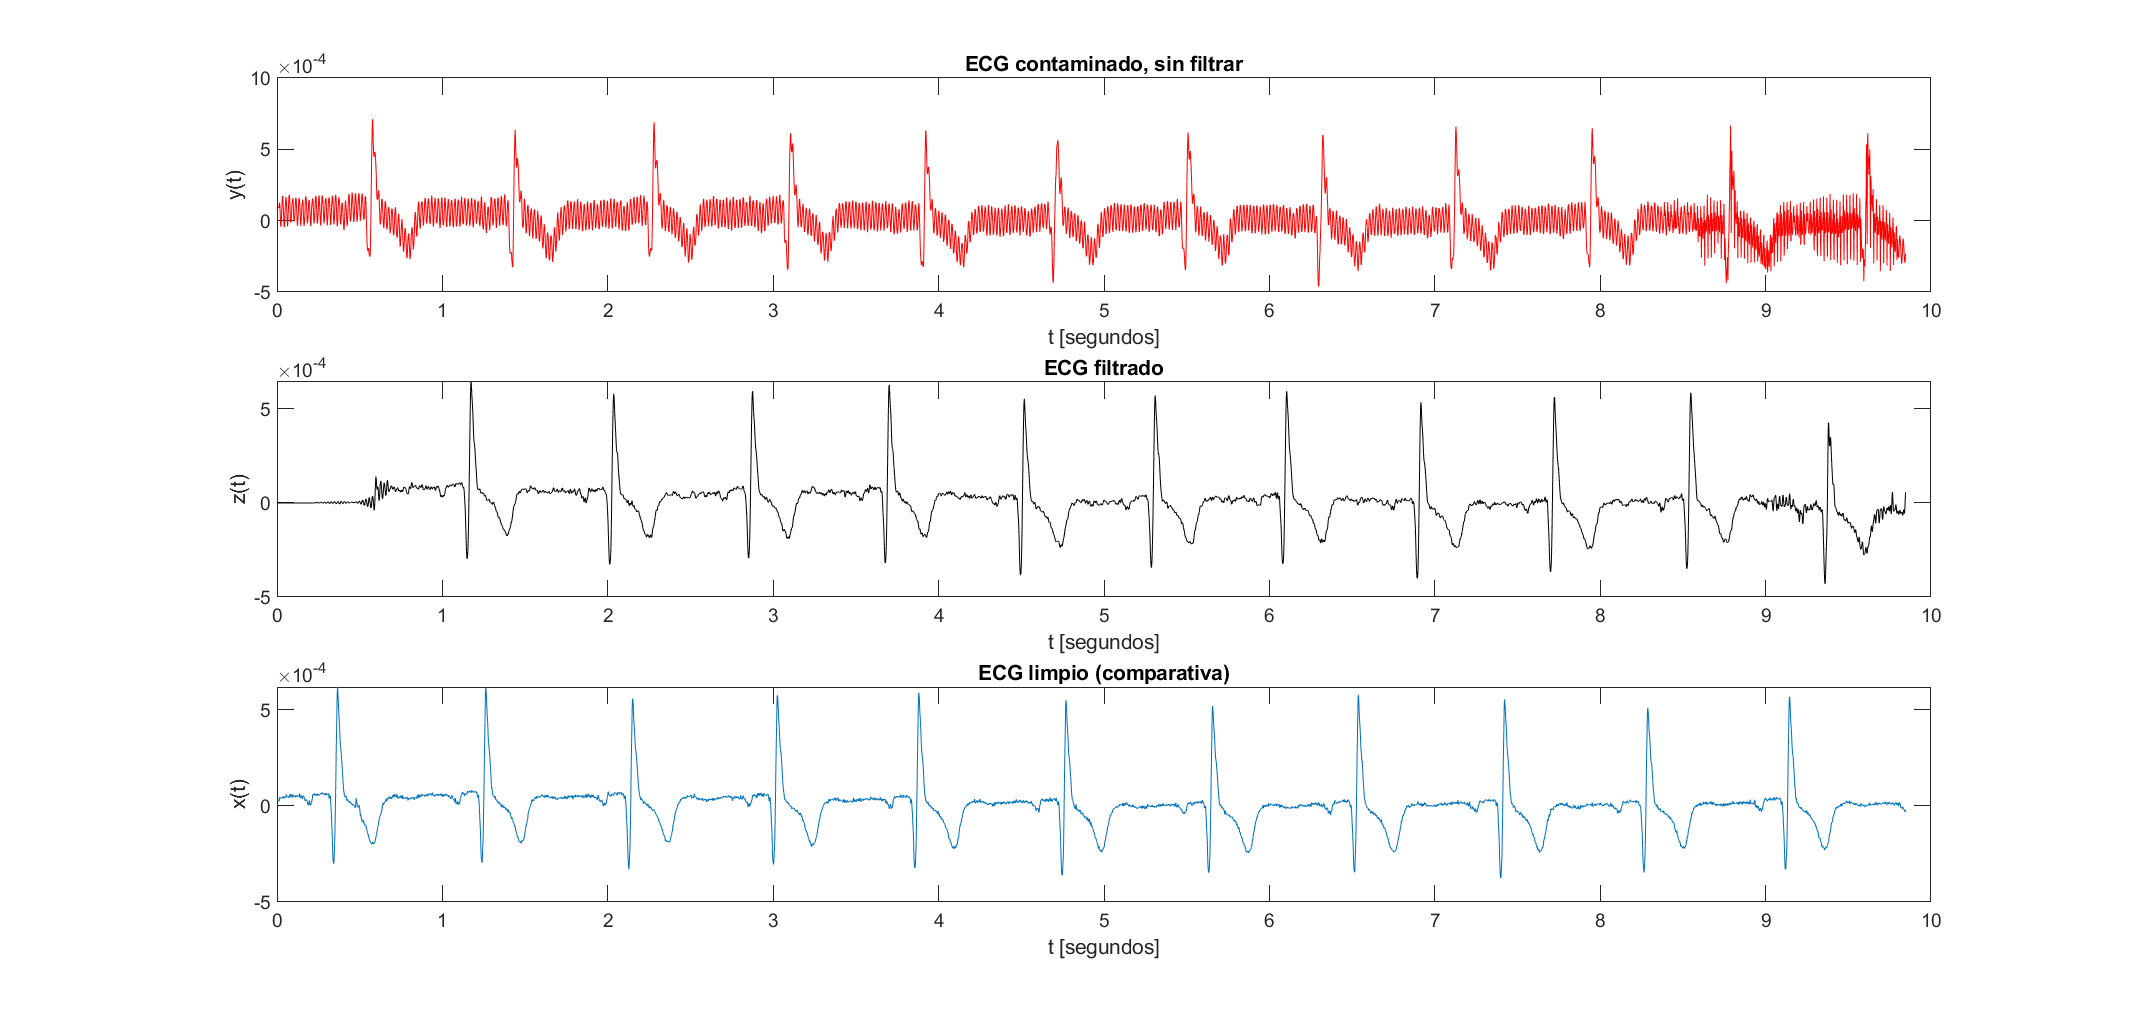 ECG contaminado, sin filtrar
×10-4
10
5
0
-5
y(t)
0 1 2 3 4 5 6 7 8 9 10
t [segundos]
ECG filtrado
×10-4
5
0
-5
z(t)
0 1 2 3 4 5 6 7 8 9 10
t [segundos]
ECG limpio (comparativa)
×10-4
5
0
-5
x(t)
0 1 2 3 4 5 6 7 8 9 10
t [segundos]